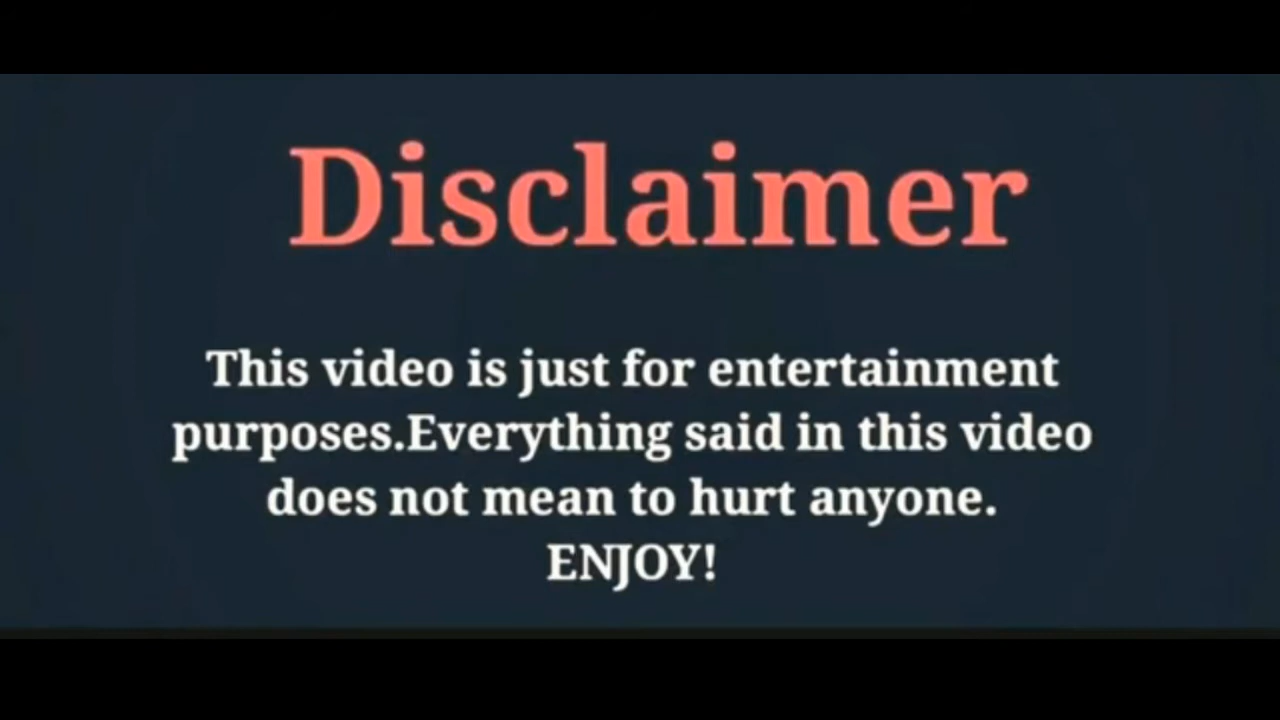 Disclaimer
This video is just for entertainment
purposes.Everything said in this video
does not mean to hurt anyone.
ENJOY!